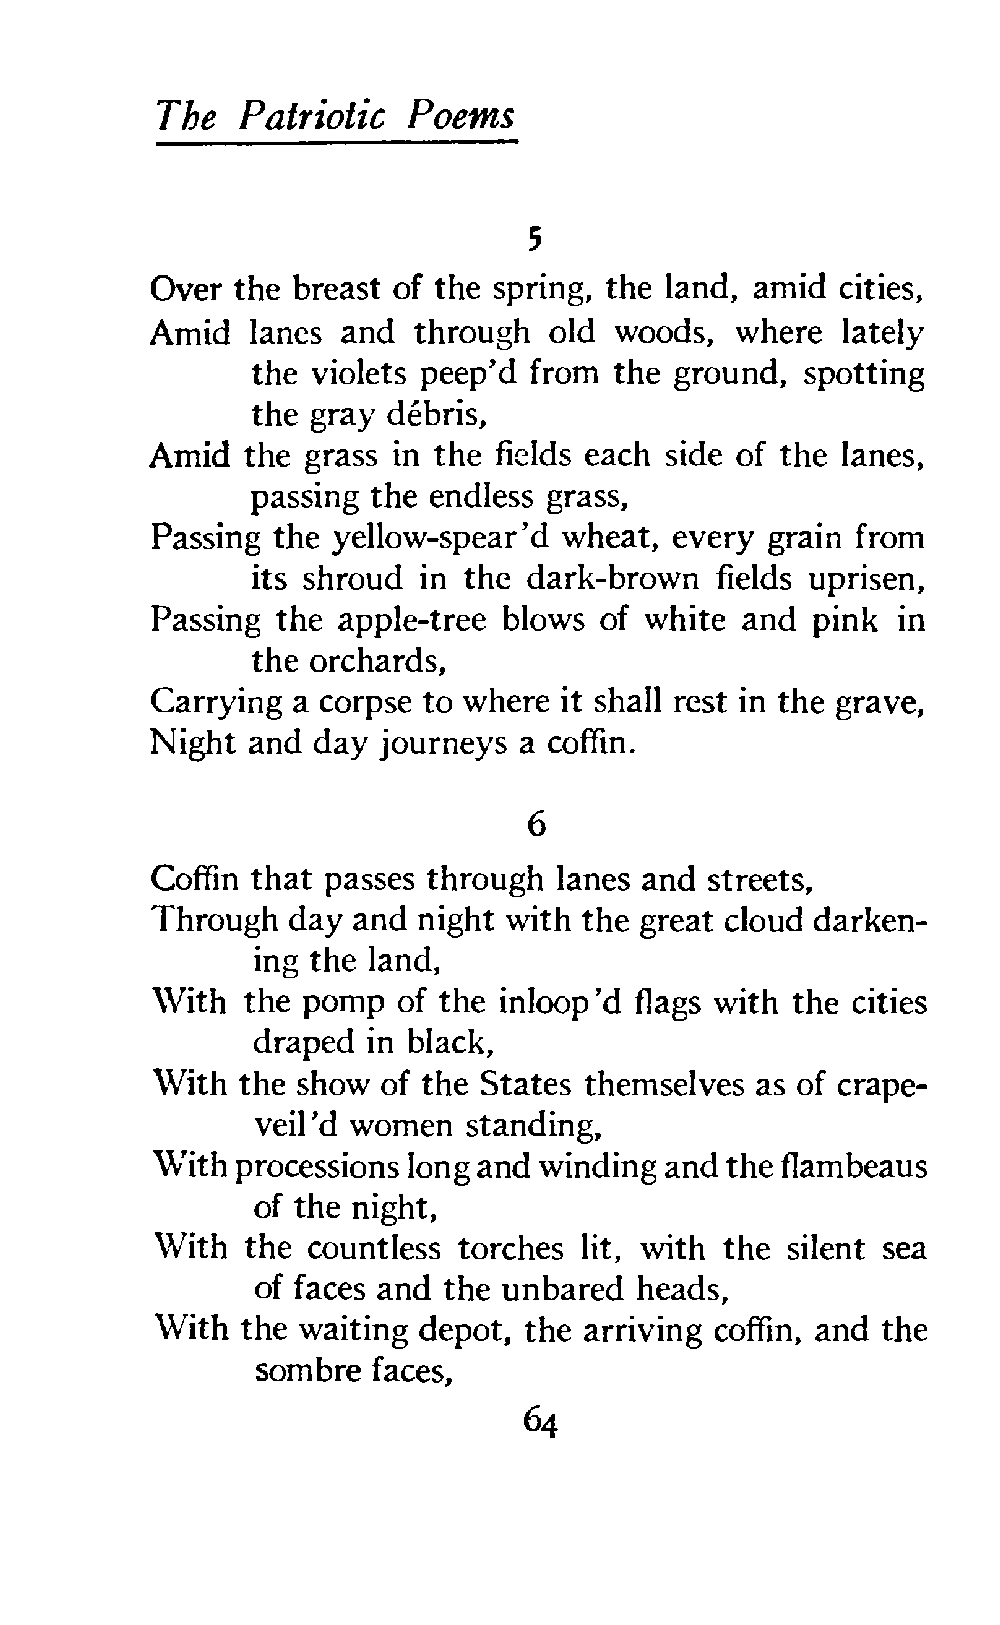 The Patriotic Poems
5
Over the breast of the spring, the land, amid cities,
Amid lanes and through old woods, where lately
the violets peep'd from the ground, spotting
the gray débris,
Amid the grass in the fields each side of the lanes,
passing the endless grass,
Passing the yellow-spear'd wheat, every grain from
its shroud in the dark-brown fields uprisen,
Passing the apple-tree blows of white and pink in
the orchards,
Carrying a corpse to where it shall rest in the grave,
Night and day journeys a coffin.
6
Coffin that passes through lanes and streets,
Through day and night with the great cloud darken-
ing the land,
With the pomp of the inloop'd flags with the cities
draped in black,
With the show of the States themselves as of crape-
veil'd women standing,
With processions long and winding and the flambeaus
of the night,
With the countless torches lit, with the silent sea
of faces and the unbared heads,
With the waiting depot, the arriving coffin, and the
sombre faces,
64